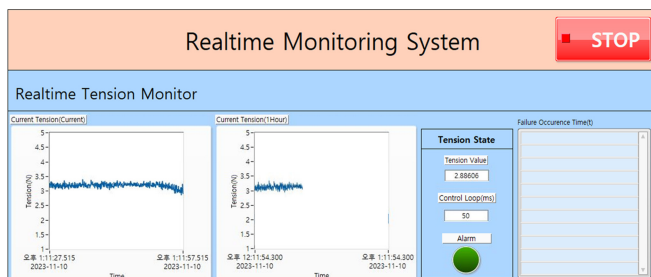 Realtime Monitoring System
STOP
Realtime Tension Monitor
Current Tension(Current)
Current Tension(1Hour)
Failure Occurence Time(t)
Tension(N)
5
4.5
4
3.5
3
2.5
2
1.5
1
오후 1:11:27.515
2023-11-10
오후 1:11:57.515
2023-11-10
Time
Tension(N)
5
4.5
4
3.5
3
2.5
2
1.5
1
오후 12:11:54.300
2023-11-10
오후 1:11:54.300
2023-11-10
Time
Tension State
Tension Value
2.88606
Control Loop(ms)
50
Alarm